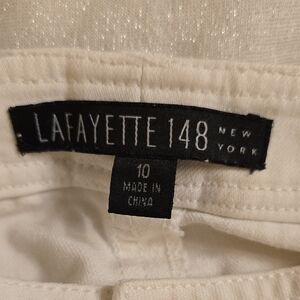 LAFAYETTE 148 NEW YORK
10
MADE IN
CHINA